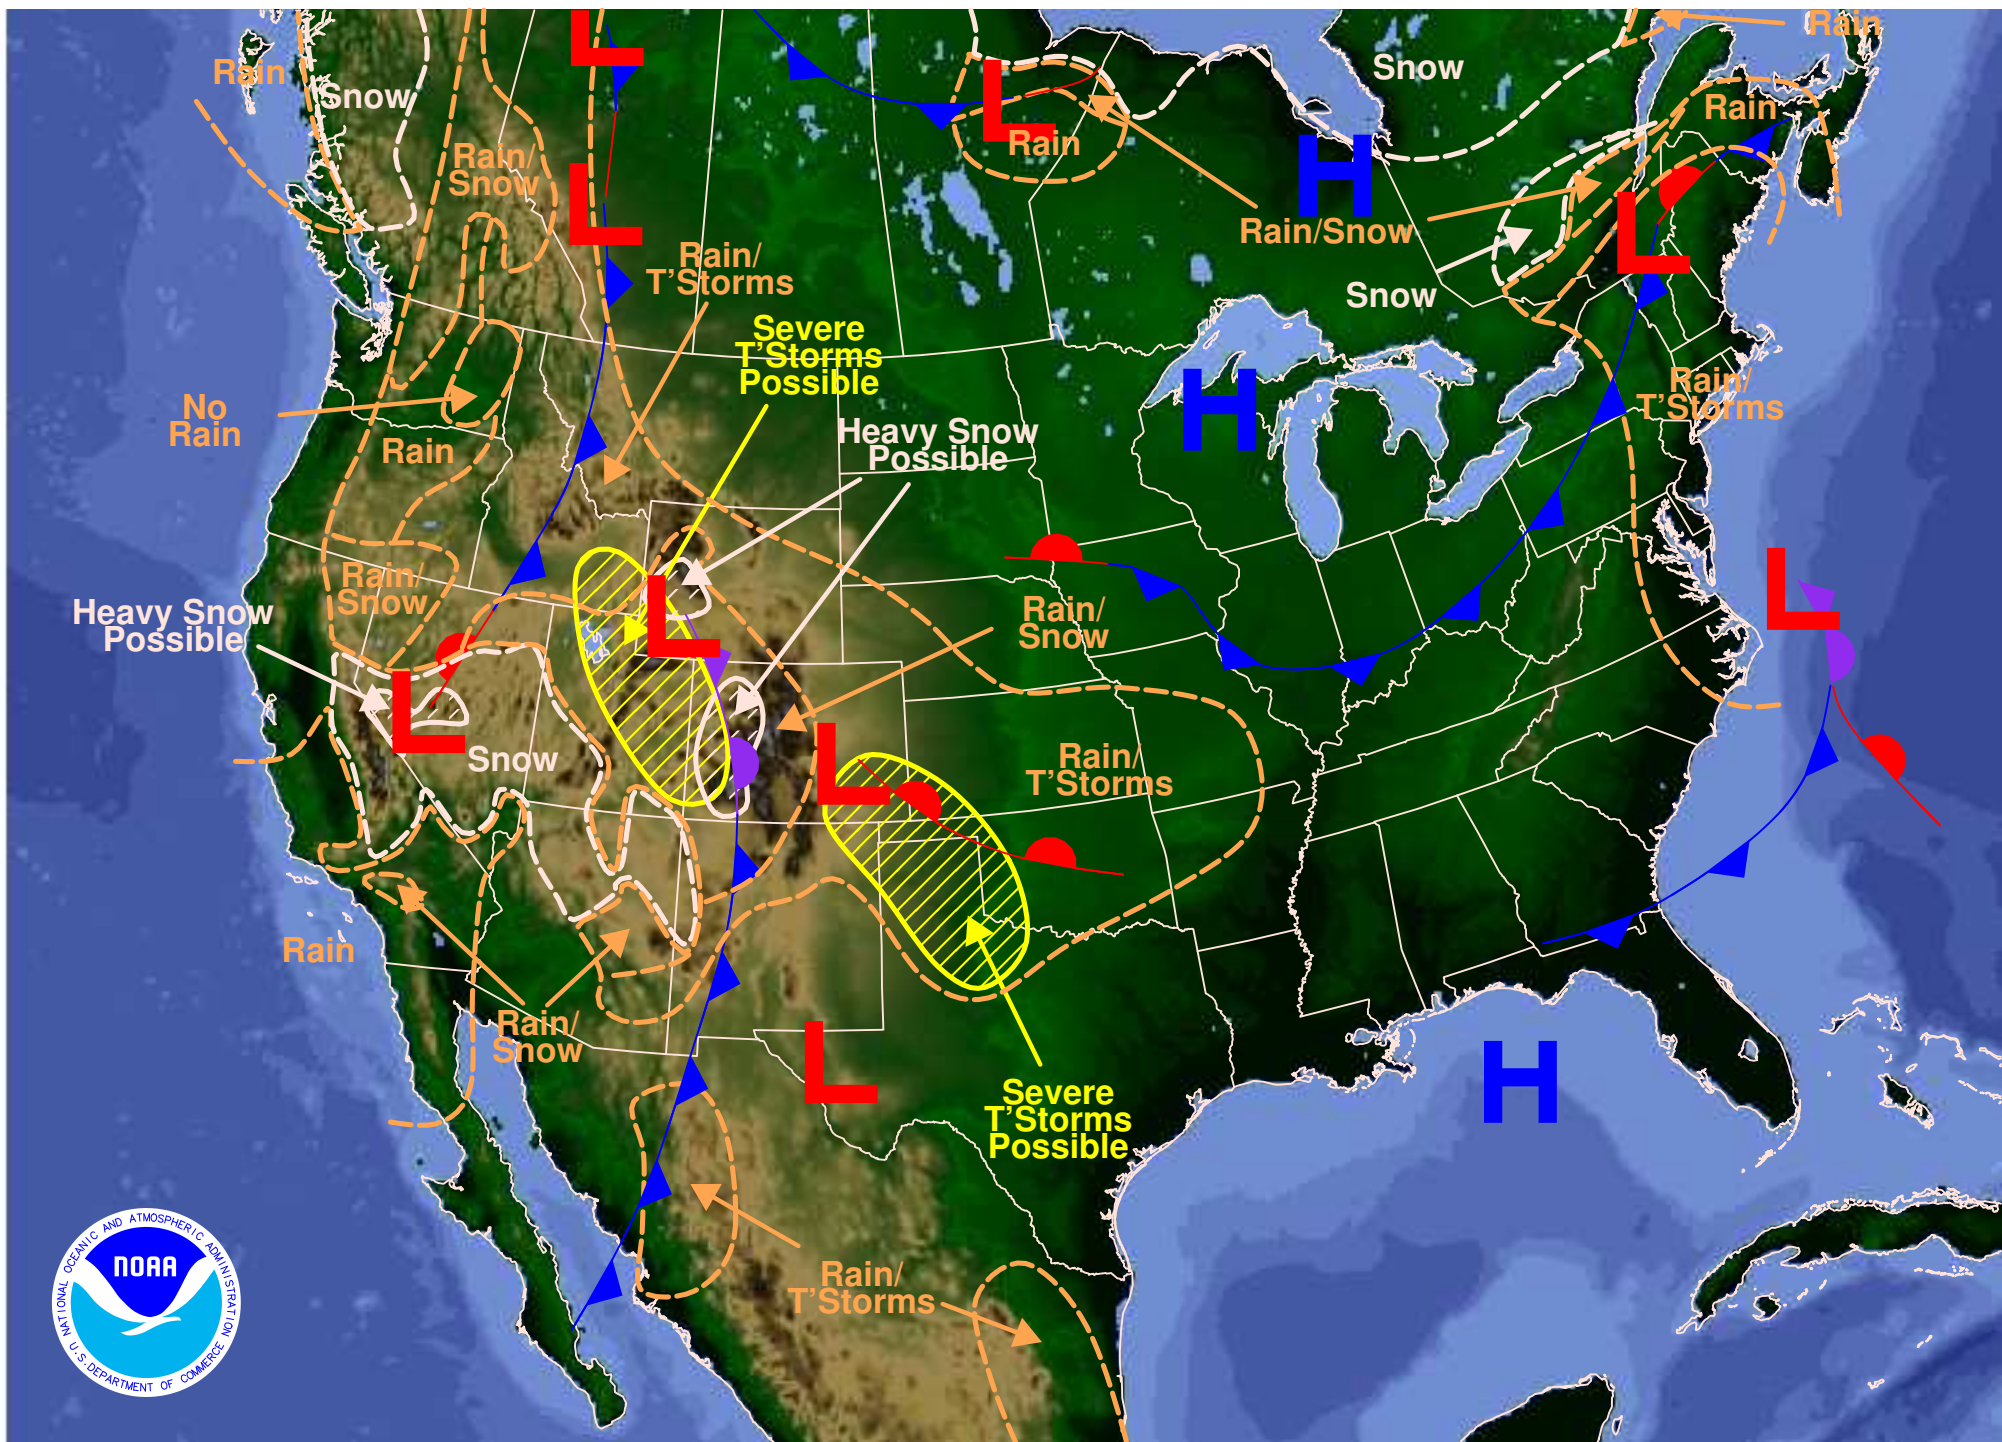 Rain
L
Rain
Snow
Snow
L
Rain
Rain
Rain/
Snow
H
L
Rain/Snow
L
Rain/
T'Storms
Snow
Severe
T'Storms
Possible
H
Rain/
T'Storms
No
Rain
Rain
Heavy Snow
Possible
Rain/
Snow
L
L
Heavy Snow
Possible
Rain/
Snow
L
Snow
L
Rain/
T'Storms
Rain
Rain/
Snow
L
H
Severe
T'Storms
Possible
Rain/
T'Storms
NATIONAL OCEANIC AND ATMOSPHERIC ADMINISTRATION
NOAA
U.S. DEPARTMENT OF COMMERCE